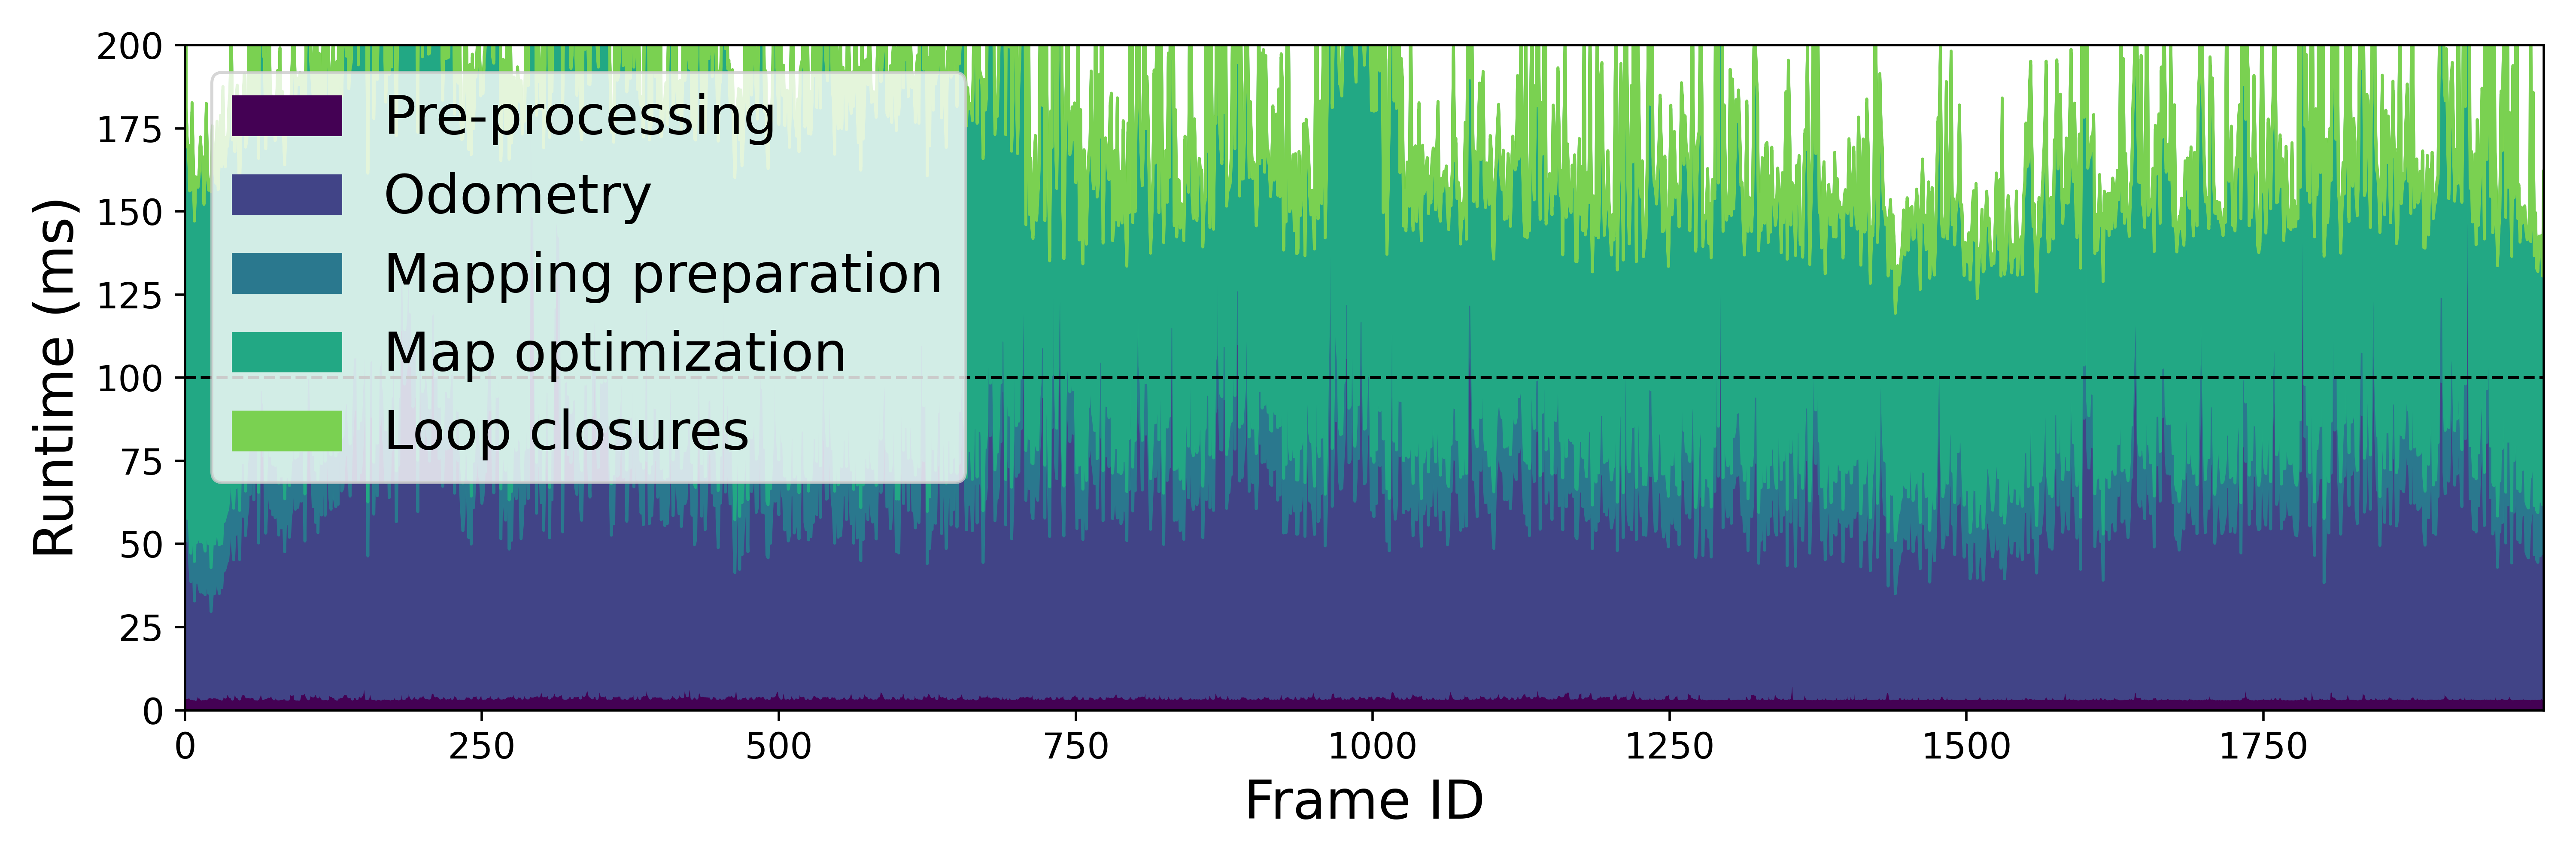 200
175
150
125
100
75
50
25
0
Runtime (ms)
Pre-processing
Odometry
Mapping preparation
Map optimization
Loop closures
0 250 500 750 1000 1250 1500 1750
Frame ID